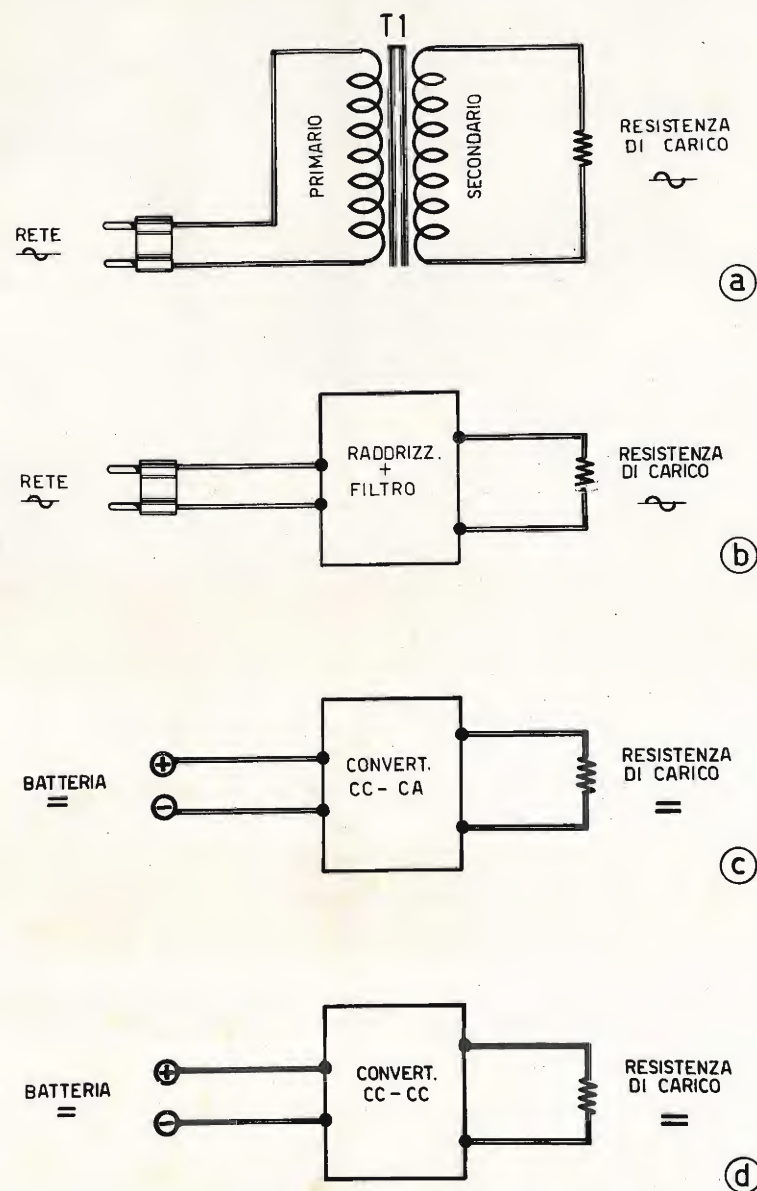 T1
PRIMARIO
SECONDARIO
RESISTENZA
DI CARICO
RETE
a
RADDRIZZ.
+
FILTRO
RESISTENZA
DI CARICO
RETE
b
BATTERIA
=
+
-
CONVERT.
CC - CA
RESISTENZA
DI CARICO
=
c
BATTERIA
=
+
-
CONVERT.
CC - CC
RESISTENZA
DI CARICO
=
d